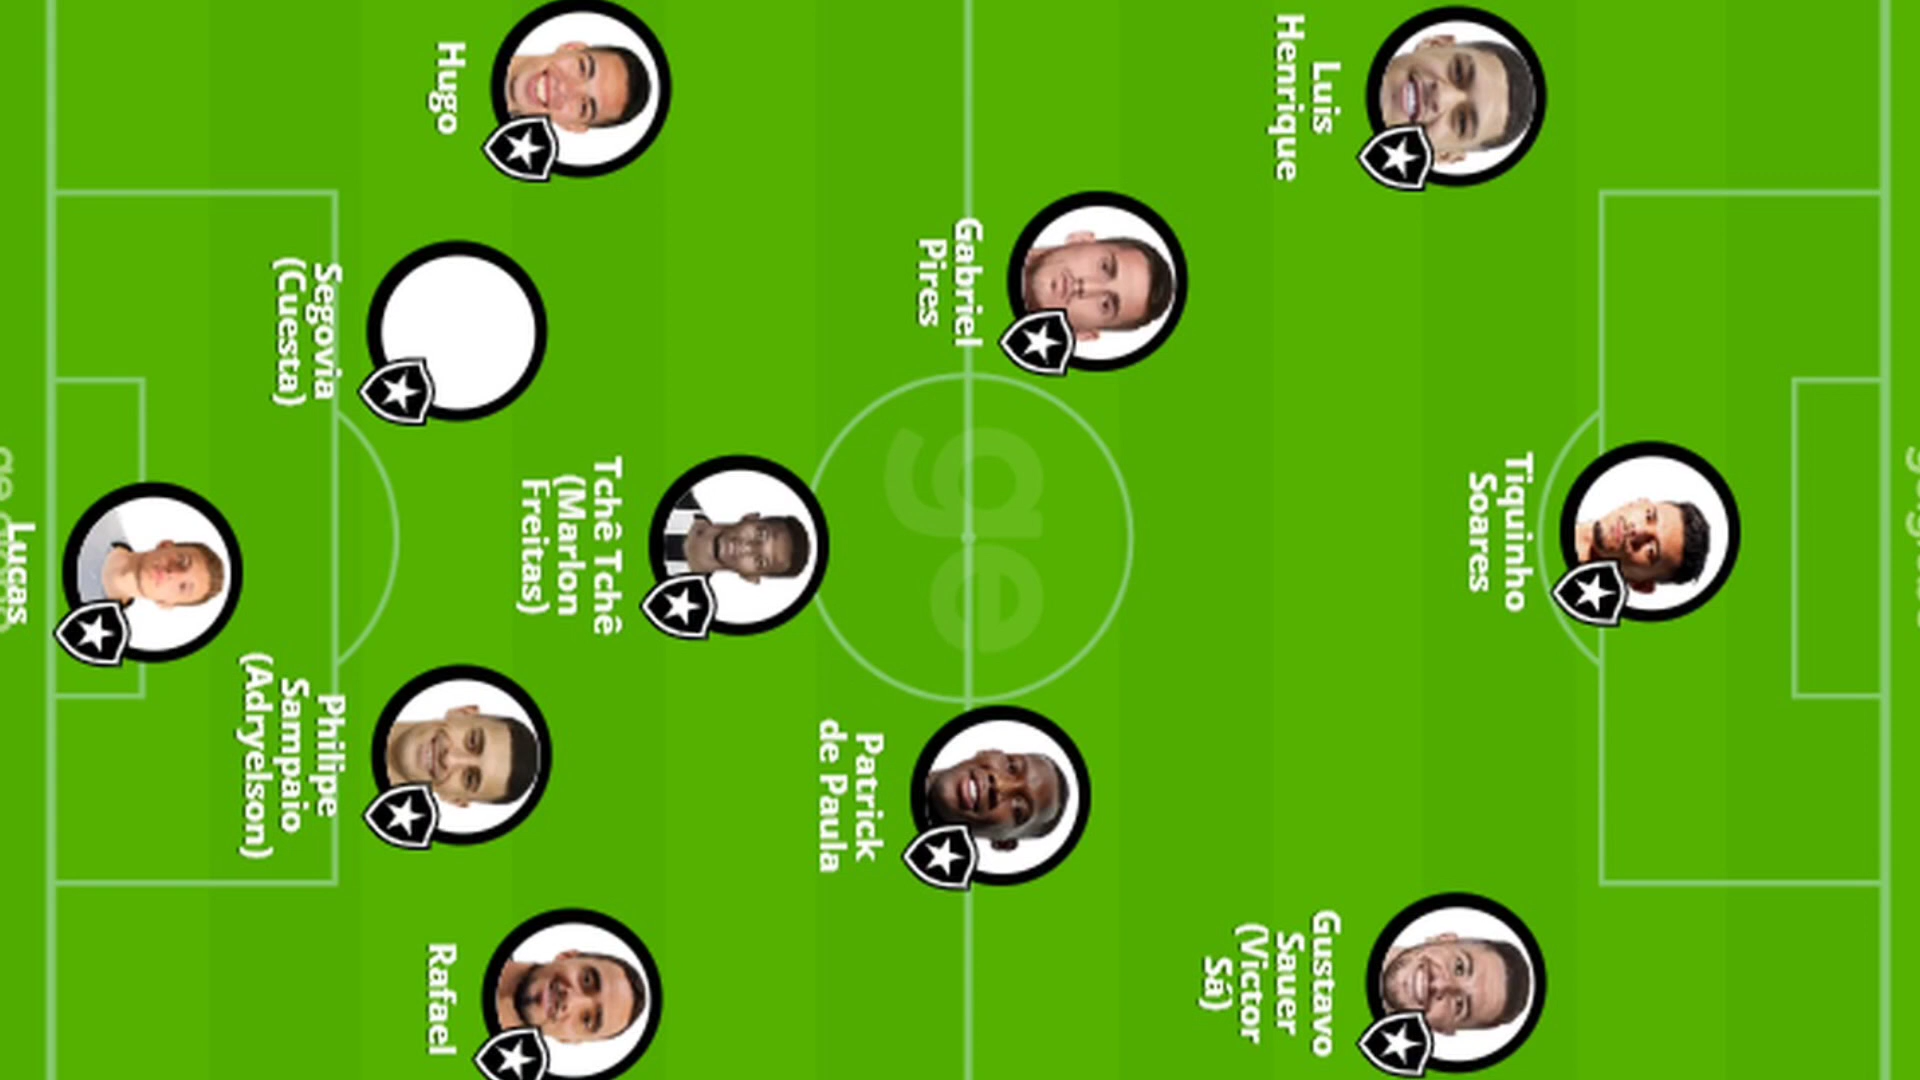 Hugo
Luis
Henrique
Gabriel
Pires
Segovia
(Cuesta)
Tchê Tchê
(Marlon
Freitas)
Tiquinho
Soares
ge
Lucas
Philipe
Sampaio
(Adryelson)
Patrick
de Paula
Rafael
Gustavo
Sauer
(Victor
Sá)